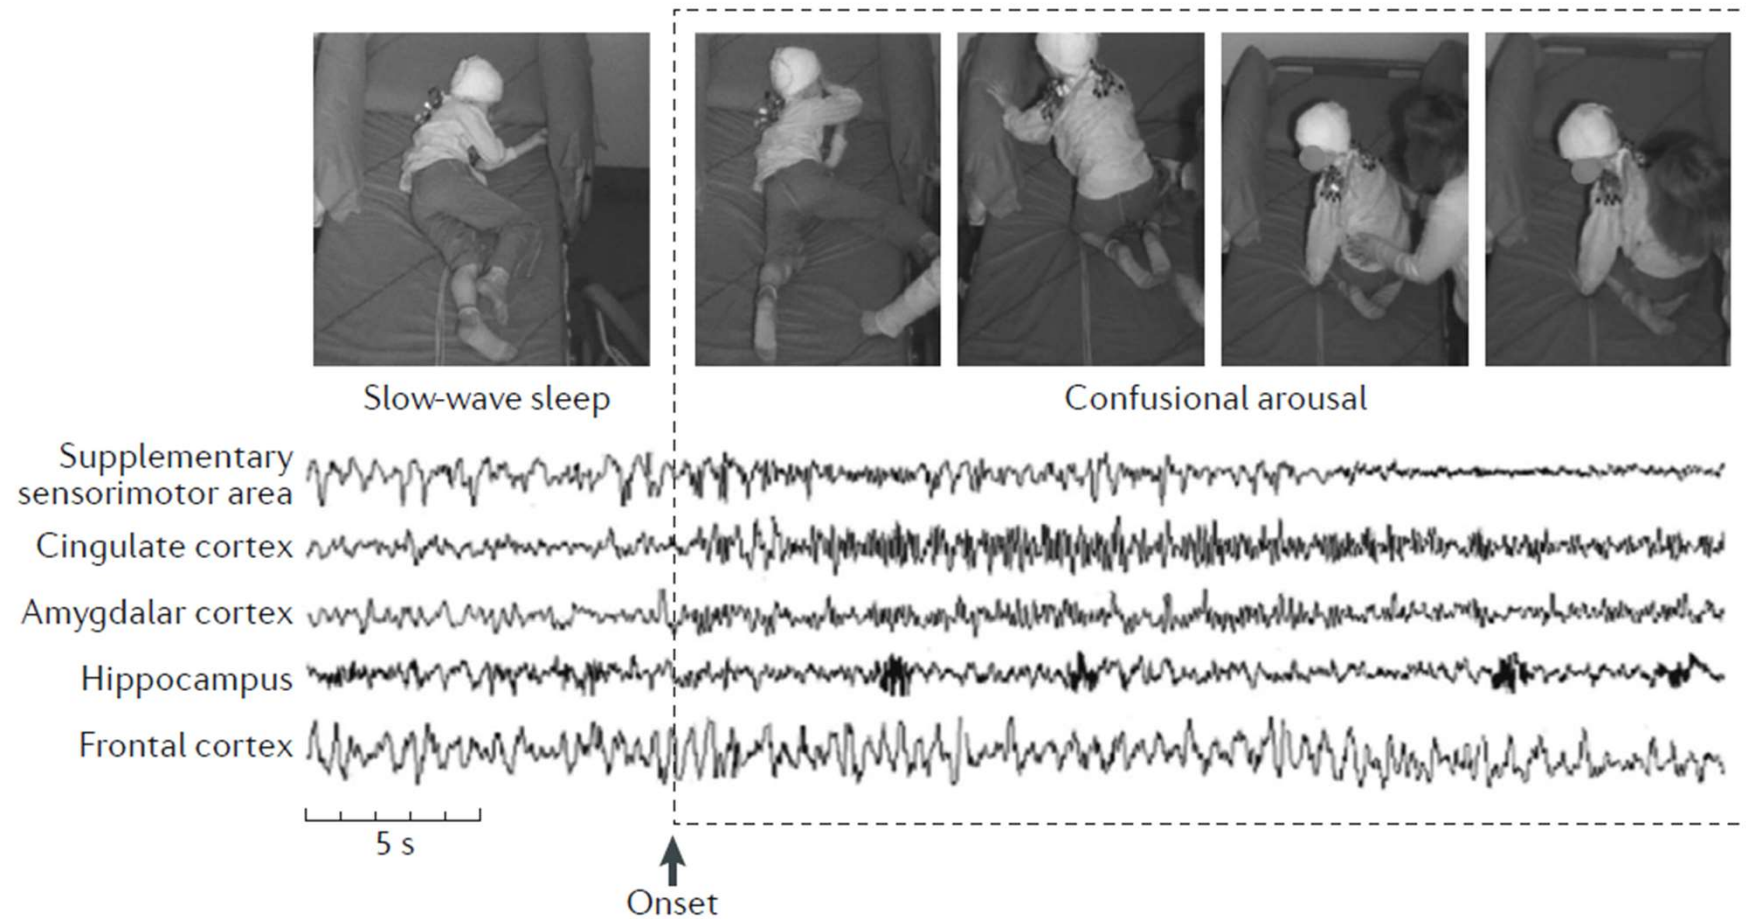 Slow-wave sleep
Confusional arousal
Supplementary
sensorimotor area
Cingulate cortex
Amygdalar cortex
Hippocampus
Frontal cortex
5 s
Onset